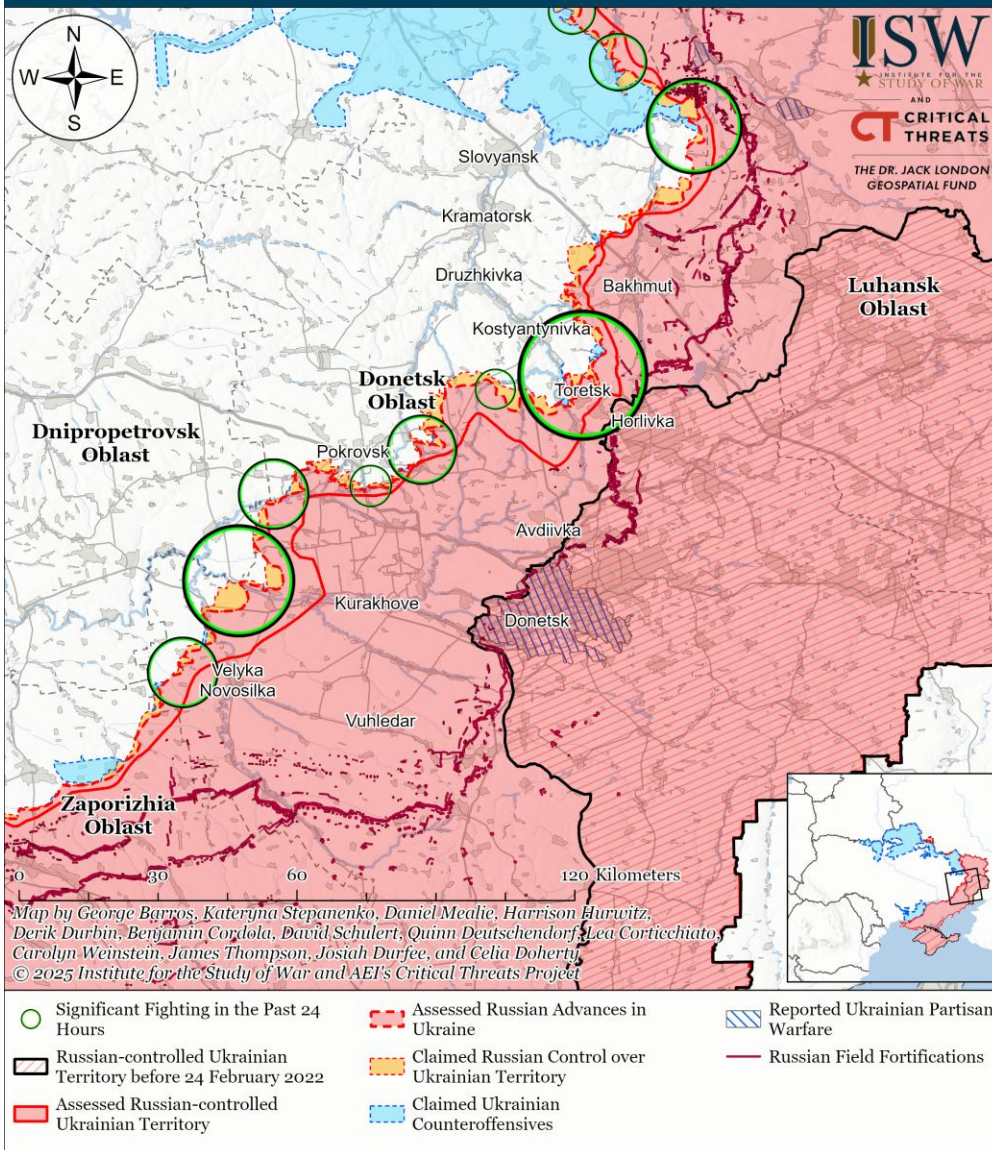 N
W E
S
ISW
INSTITUTE FOR THE
STUDY OF WAR
AND
CT CRITICAL
THREATS
THE DR. JACK LONDON
GEOSPATIAL FUND
Slovyansk
Kramatorsk
Druzhkivka
Bakhmut
Luhansk
Oblast
Kostyantynivka
Donetsk
Oblast
Toretsk
Horlivka
Dnipropetrovsk
Oblast
Pokrovsk
Avdiivka
Kurakhove
Donetsk
Velyka
Novosilka
Vuhledar
Zaporizhia
Oblast
0 30 60 120 Kilometers
Map by George Barros, Kateryna Stepanenko, Daniel Mealie, Harrison Hurwitz,
Derik Durbin, Benjamin Cordola, David Schulert, Quinn Deutschendorf, Lea Corticchiato,
Carolyn Weinstein, James Thompson, Josiah Durfee, and Celia Doherty
© 2025 Institute for the Study of War and AEI's Critical Threats Project
Significant Fighting in the Past 24
Hours
Russian-controlled Ukrainian
Territory before 24 February 2022
Assessed Russian-controlled
Ukrainian Territory
Assessed Russian Advances in
Ukraine
Claimed Russian Control over
Ukrainian Territory
Claimed Ukrainian
Counteroffensives
Reported Ukrainian Partisan
Warfare
Russian Field Fortifications